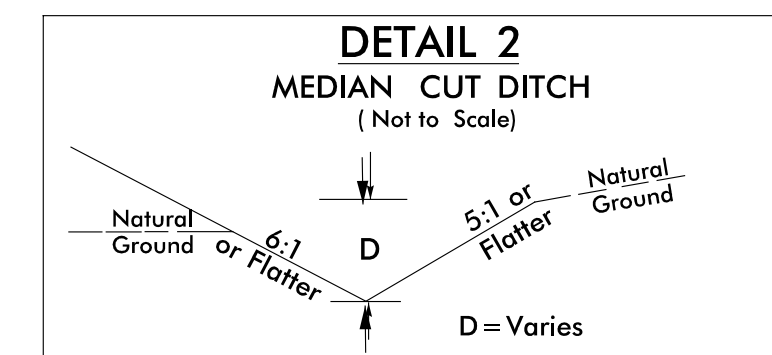 DETAIL 2
MEDIAN CUT DITCH
( Not to Scale)
Natural
Ground
6:1
or Flatter
D
5:1 or
Flatter
Natural
Ground
D = Varies